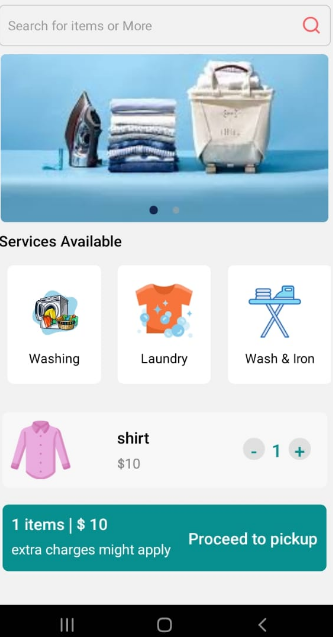 Search for items or More
Services Available
Washing
Laundry
Wash & Iron
shirt
$10
- 1 +
1 items | $ 10
extra charges might apply
Proceed to pickup